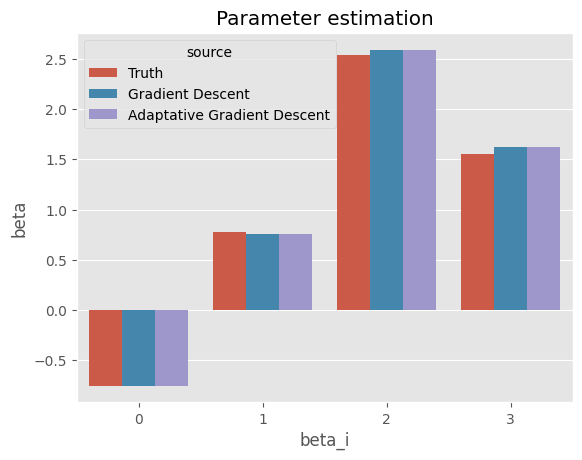 Parameter estimation
source
Truth
Gradient Descent
Adaptative Gradient Descent
2.5
2.0
1.5
1.0
0.5
0.0
−0.5
beta
0 1 2 3
beta_i